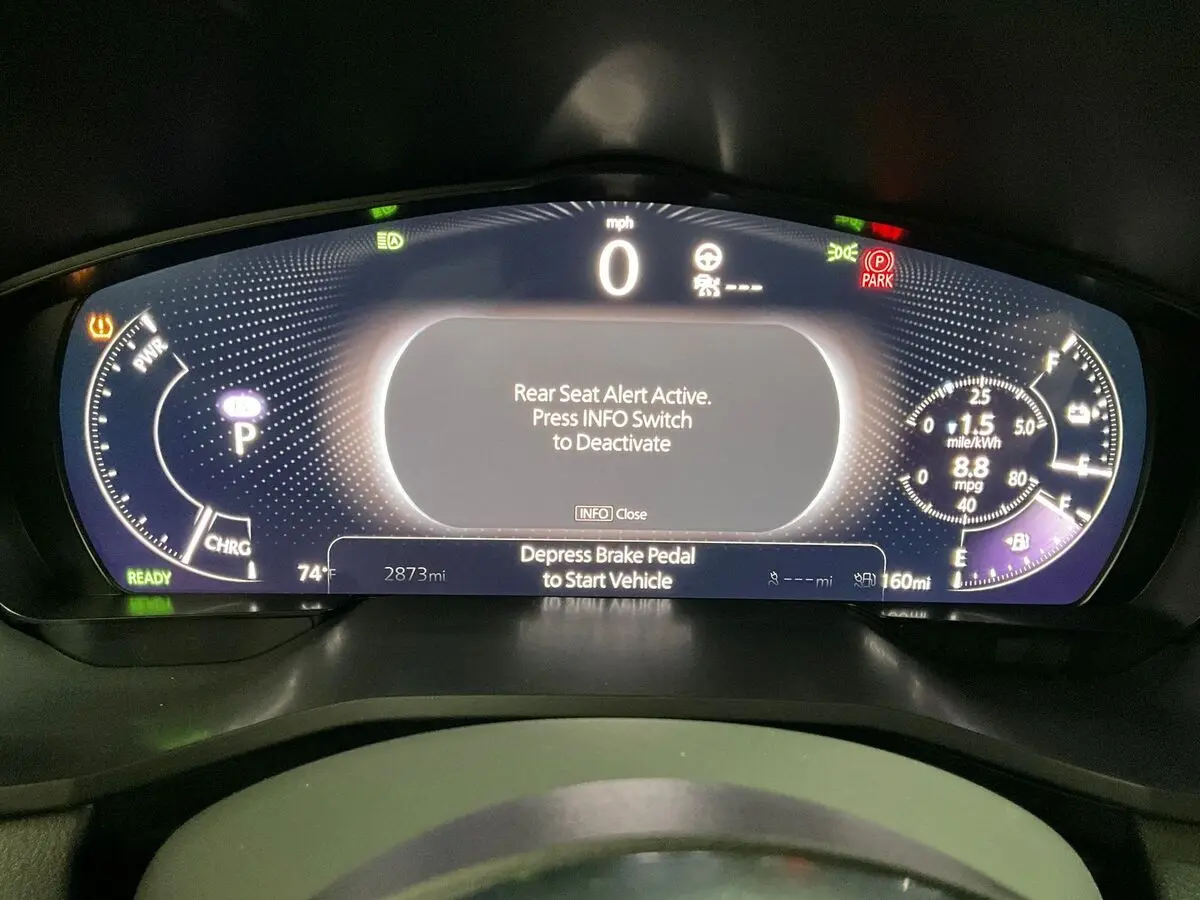 mph
0
---
P
PARK
PWR
P
CHRG
READY
Rear Seat Alert Active.
Press INFO Switch
to Deactivate
INFO Close
Depress Brake Pedal
to Start Vehicle
74°F
2873mi
---mi
160mi
25
0
1.5
5.0
mile/kWh
8.8
mpg
0
80
40
F
E
F
E